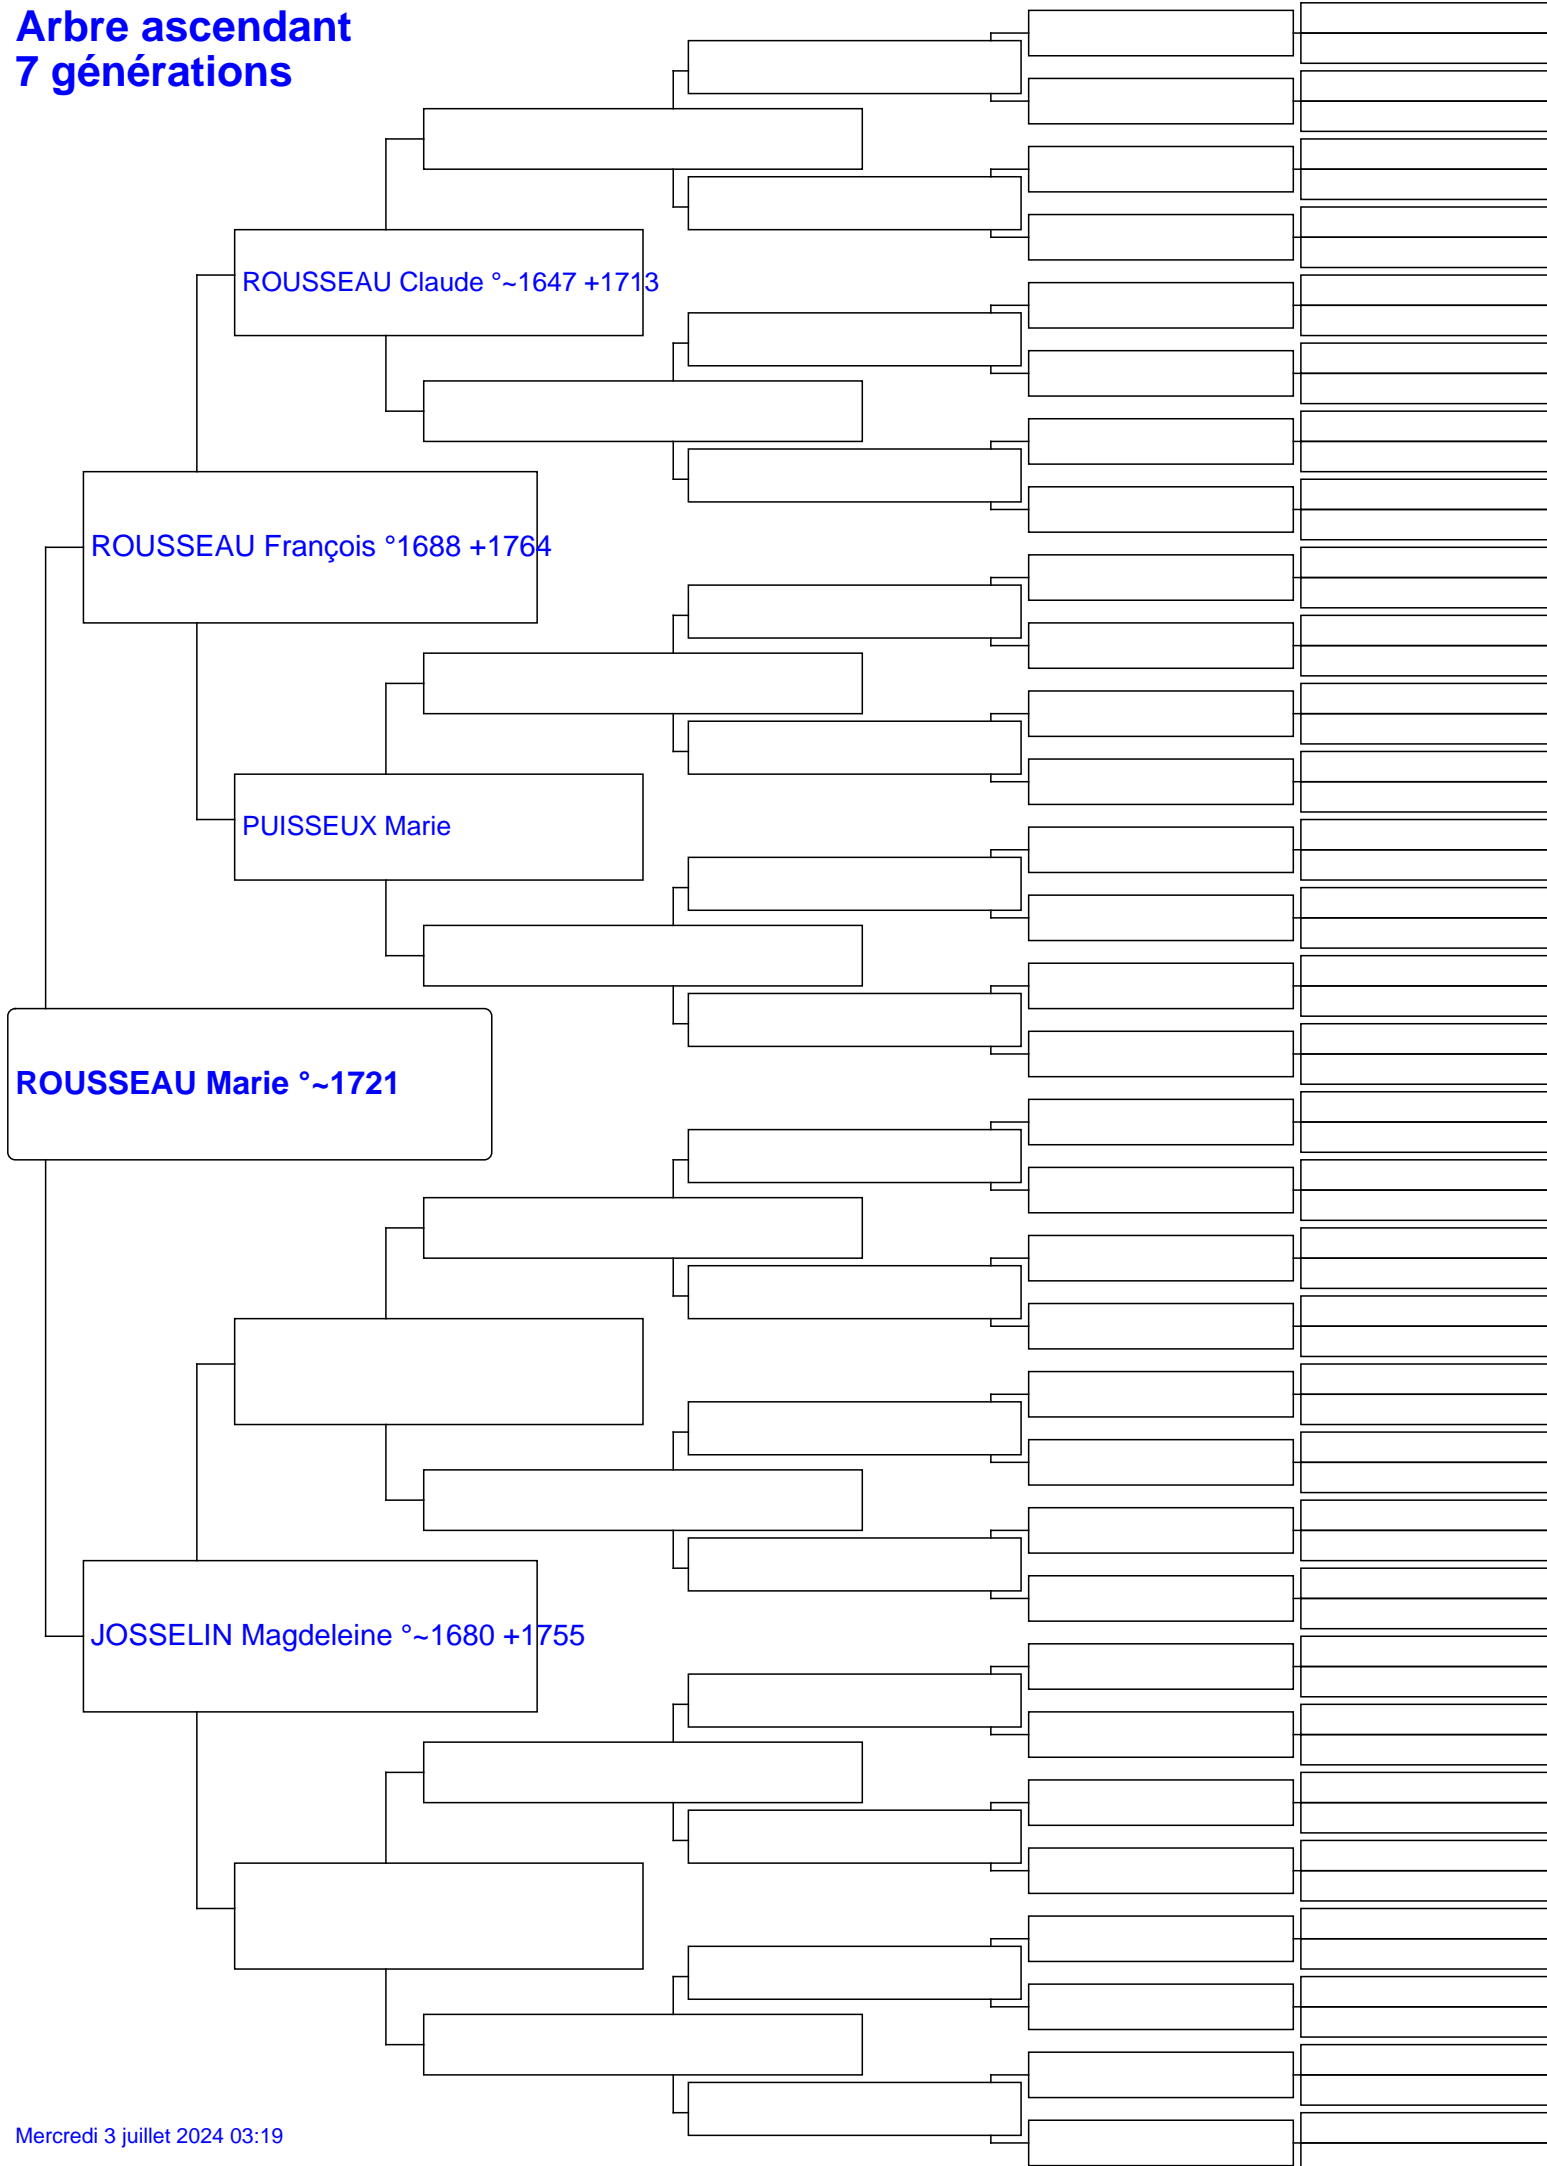 Arbre ascendant
7 générations
ROUSSEAU Claude °~1647 +1713
ROUSSEAU François °1688 +1764
PUISSEUX Marie
ROUSSEAU Marie °~1721
JOSSELIN Magdeleine °~1680 +1755
Mercredi 3 juillet 2024 03:19